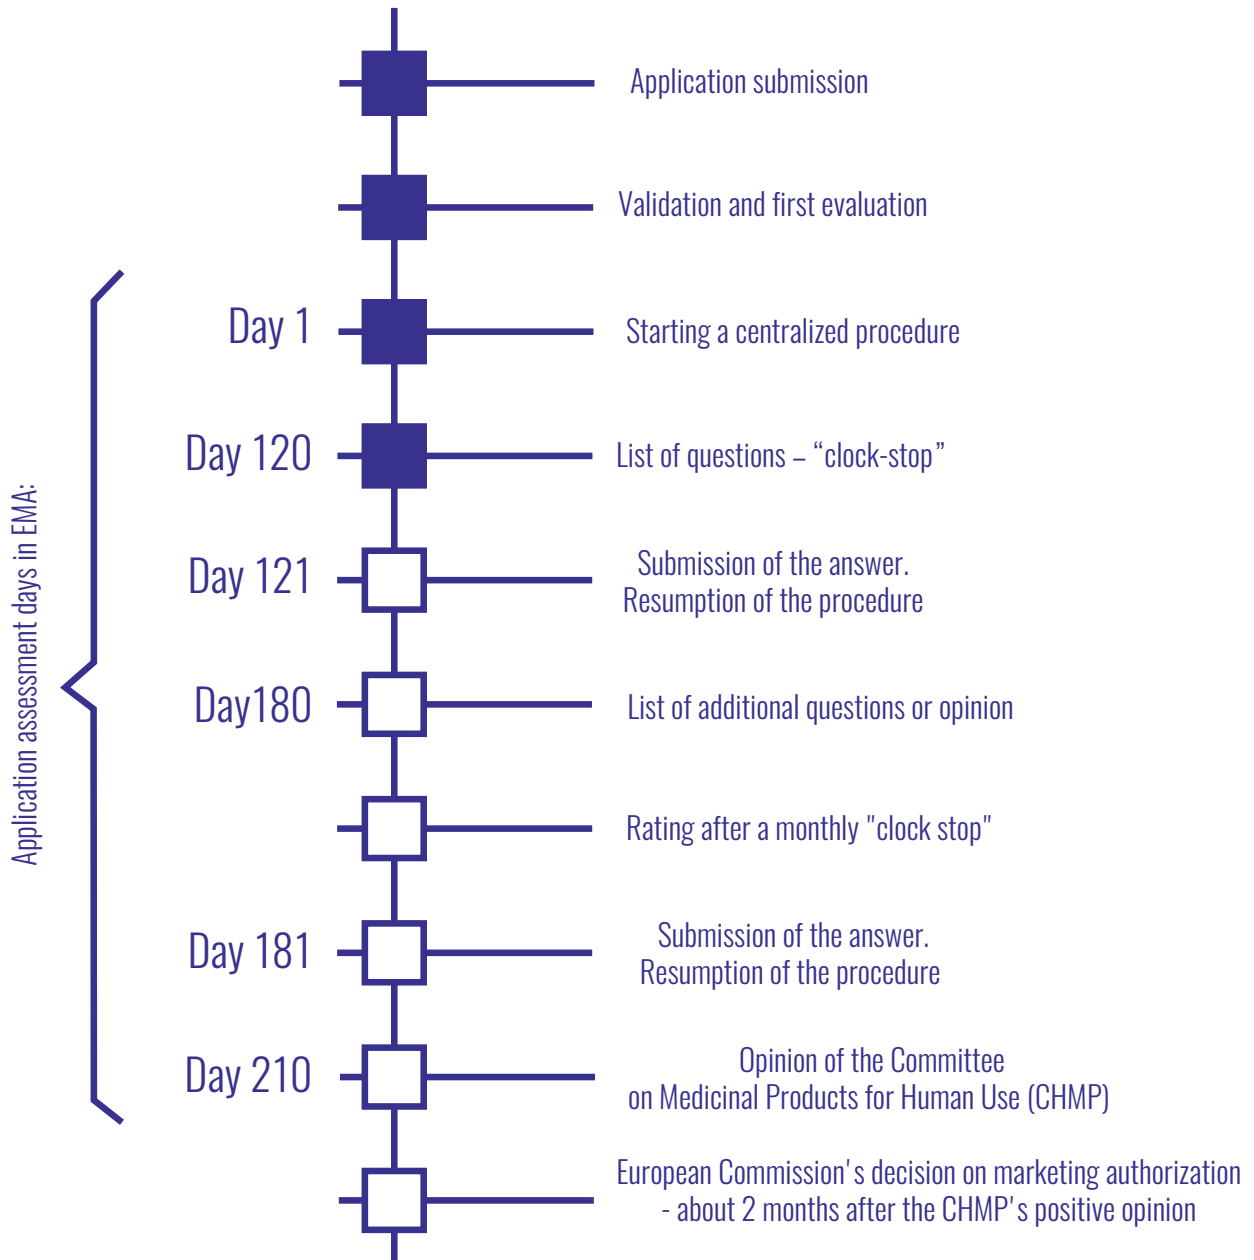 Application submission
Validation and first evaluation
Application assessment days in EMA:
Day 1
Starting a centralized procedure
Day 120
List of questions – “clock-stop”
Day 121
Submission of the answer.
Resumption of the procedure
Day180
List of additional questions or opinion
Rating after a monthly "clock stop"
Day 181
Submission of the answer.
Resumption of the procedure
Day 210
Opinion of the Committee
on Medicinal Products for Human Use (CHMP)
European Commission's decision on marketing authorization
- about 2 months after the CHMP's positive opinion